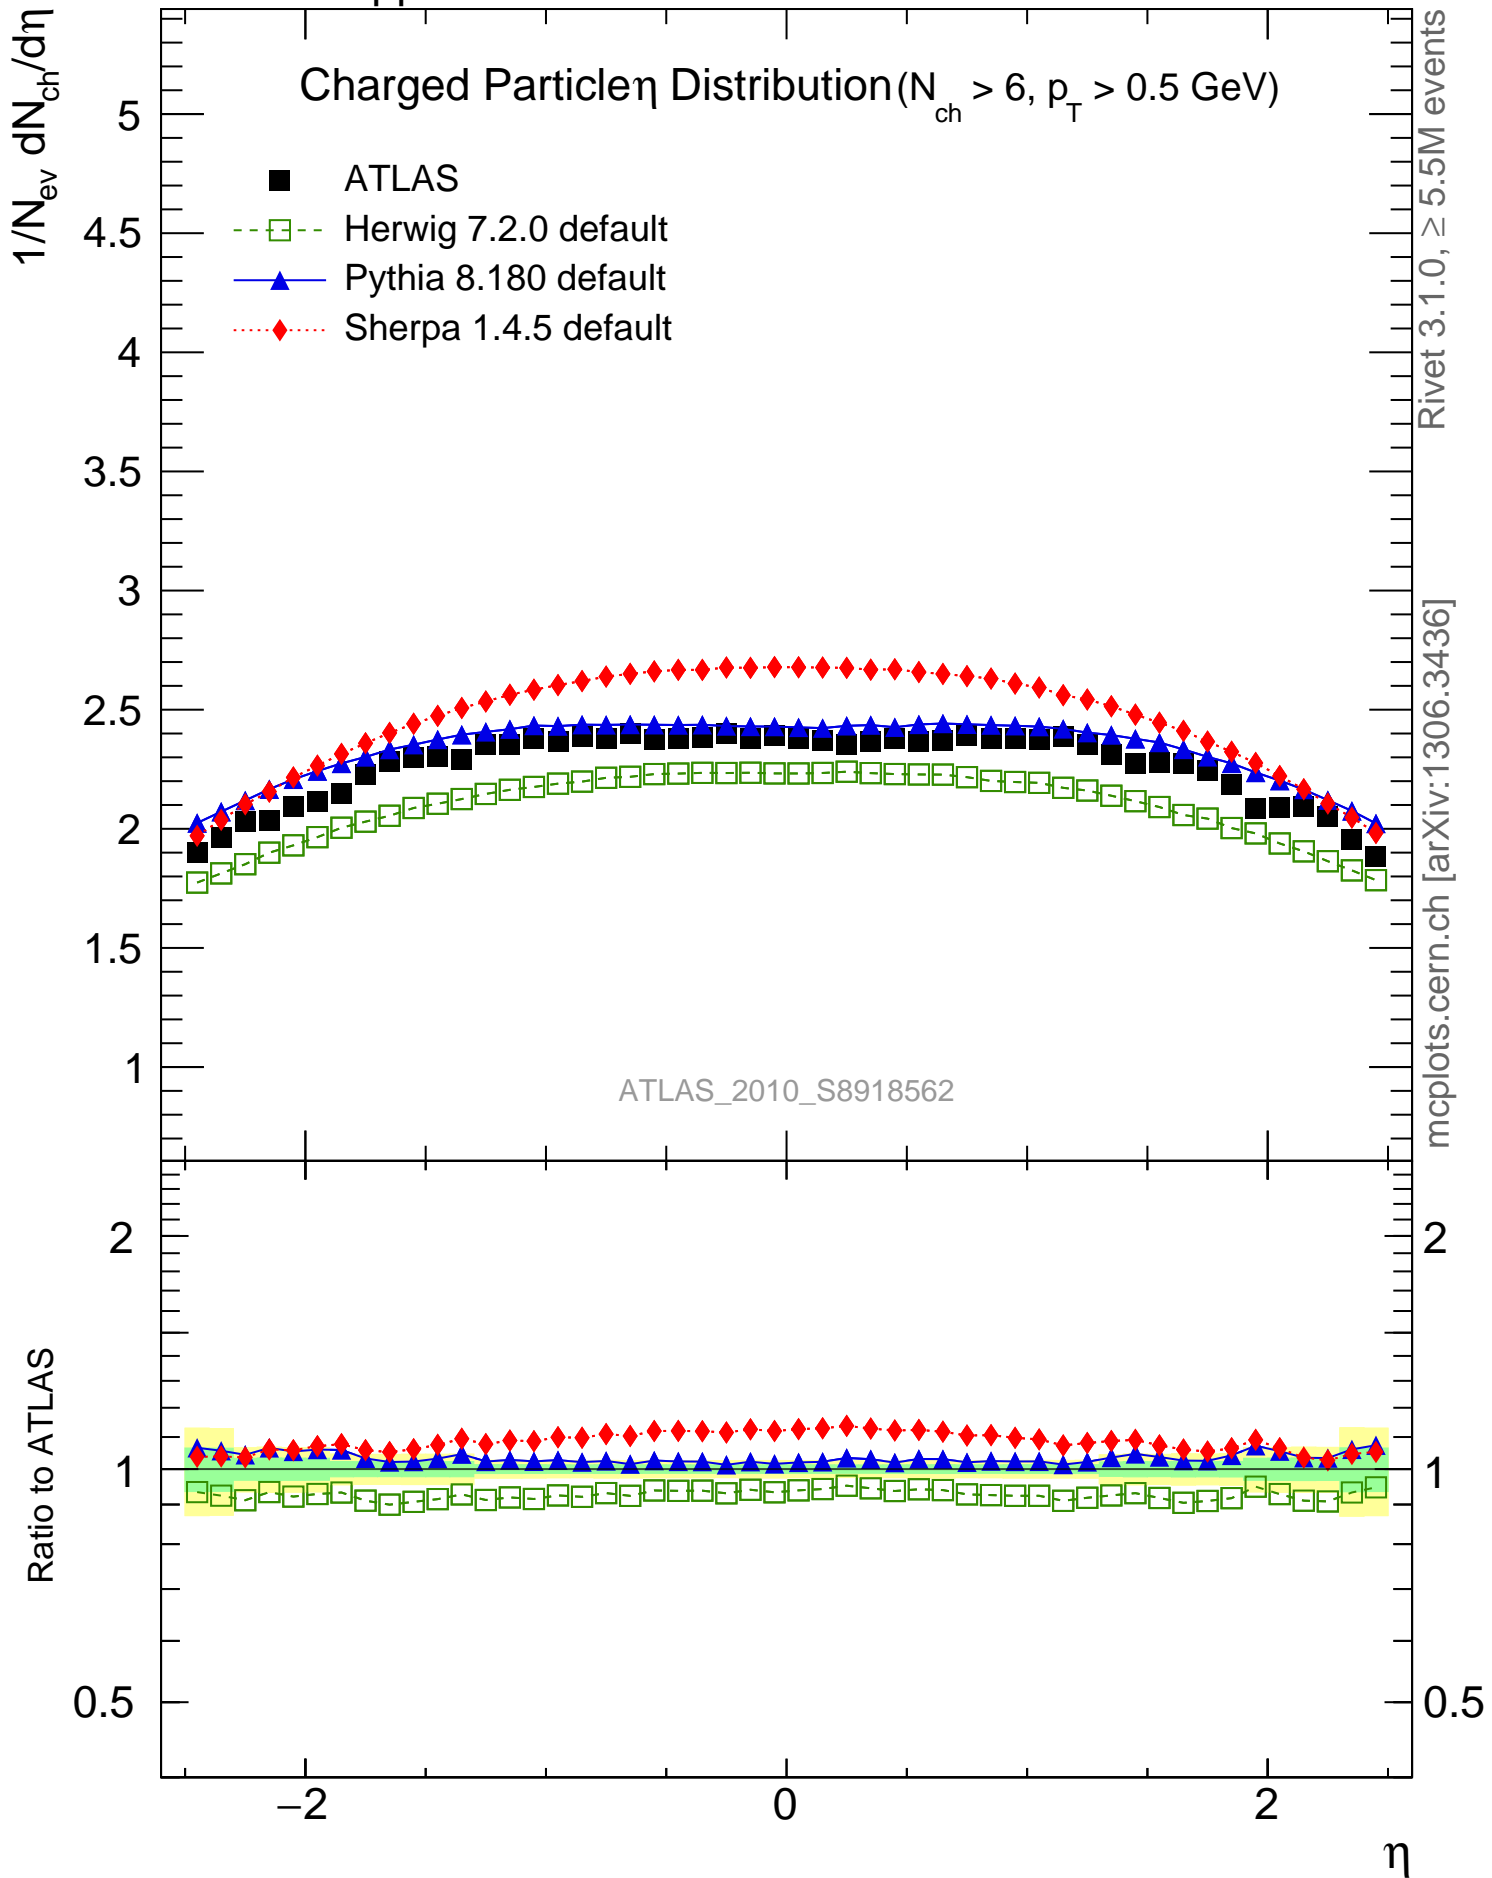 1/N_ev dN_ch/dη
Charged Particle η Distribution (N_ch > 6, p_T > 0.5 GeV)
ATLAS
Herwig 7.2.0 default
Pythia 8.180 default
Sherpa 1.4.5 default
5
4.5
4
3.5
3
2.5
2
1.5
1
ATLAS_2010_S8918562
Rivet 3.1.0, ≥ 5.5M events
mcplots.cern.ch [arXiv:1306.3436]
Ratio to ATLAS
2
1
0.5
2
1
0.5
−2 0 2
η